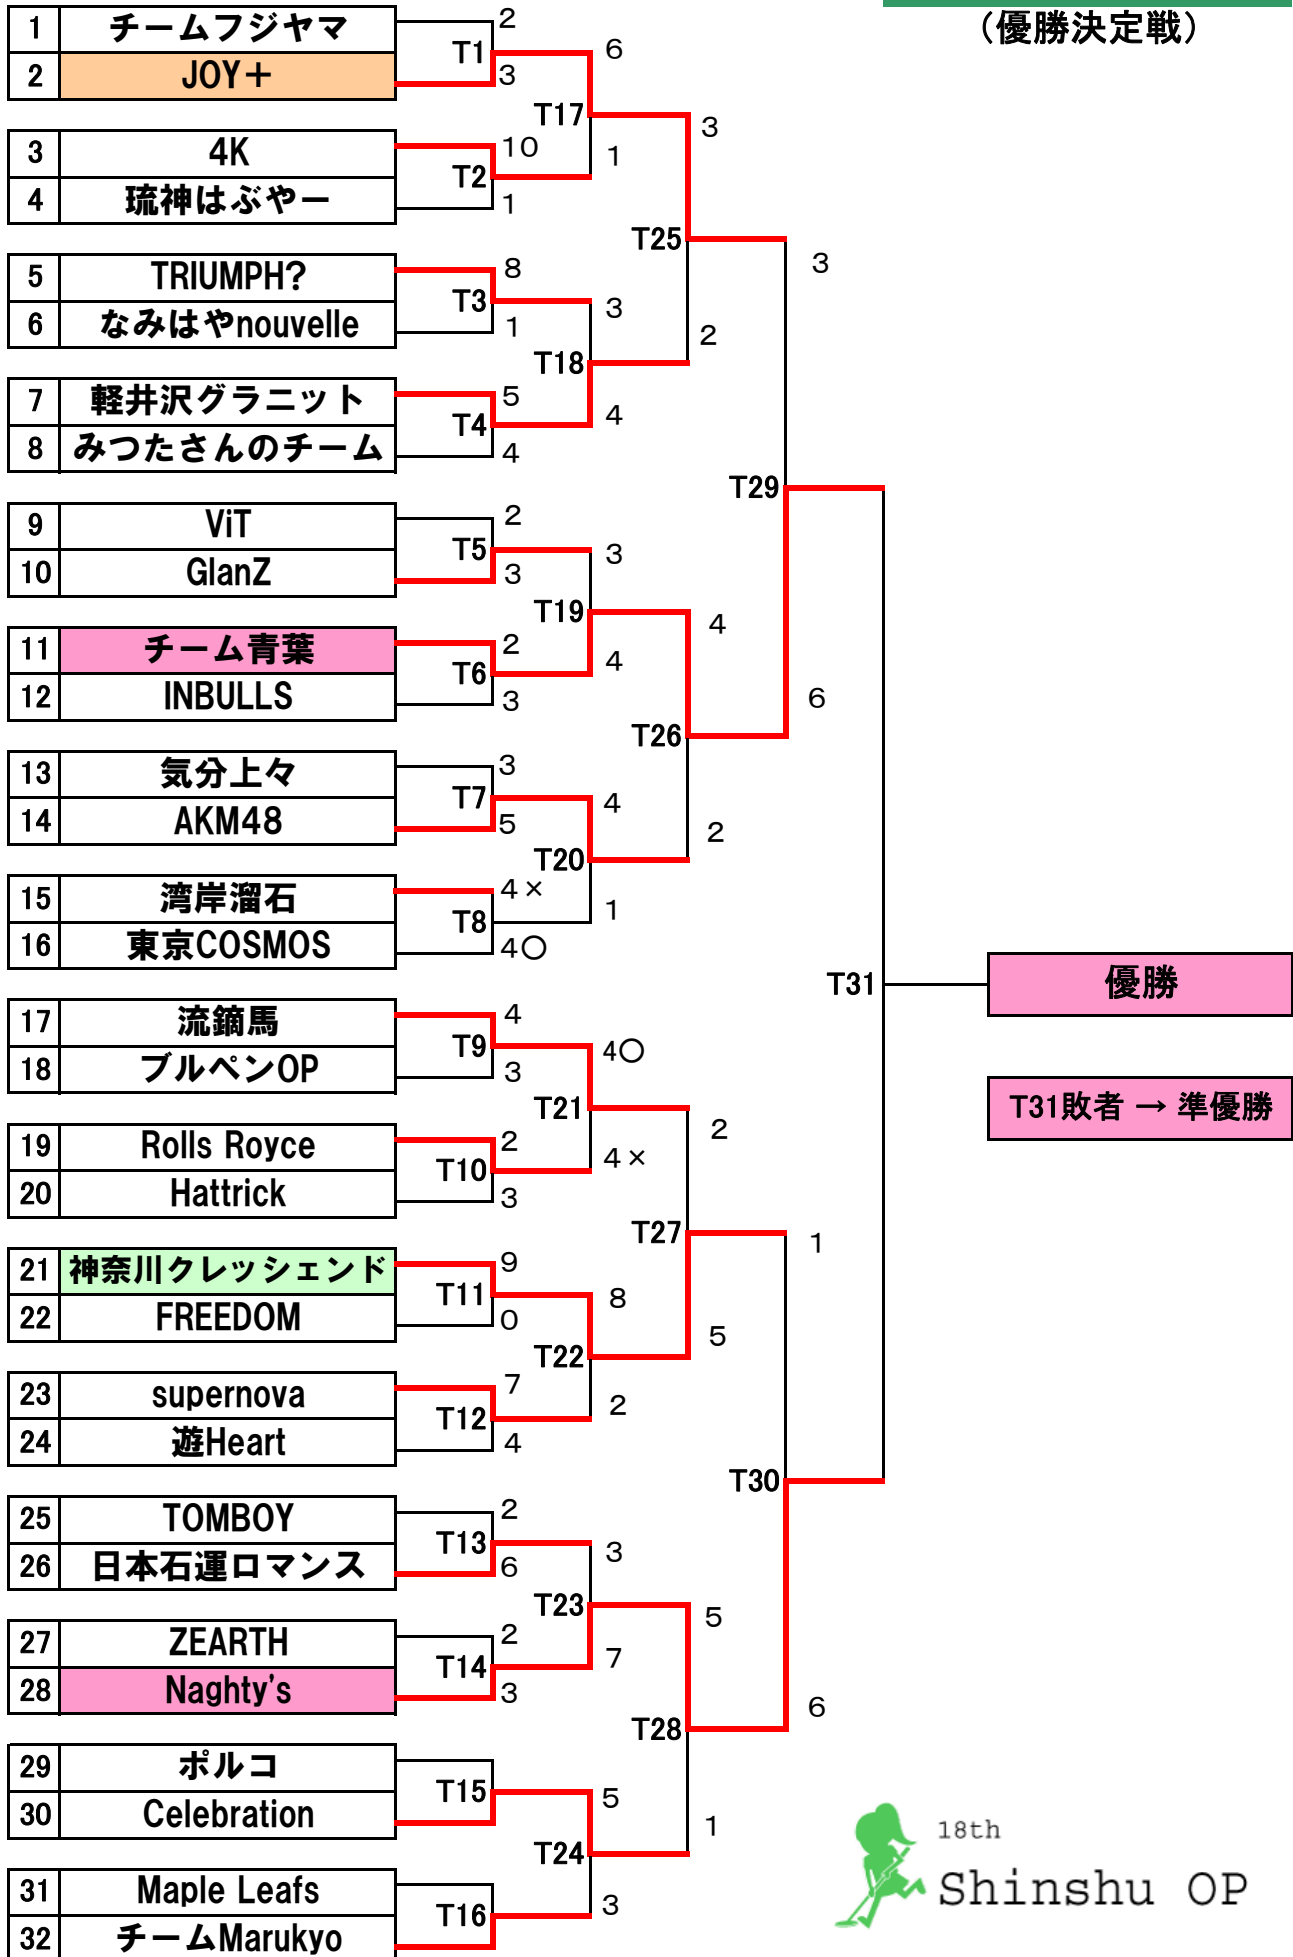 (優勝決定戦)
1 チームフジヤマ 2
T1 6
2 JOY＋ 3
T17 3
3 4K 10
T2 1
4 琉神はぶやー 1
T25 3
5 TRIUMPH? 8
T3 3
6 なみはやnouvelle 1
T18 2
7 軽井沢グラニット 5
T4 4
8 みつたさんのチーム 4
T29
9 ViT 2
T5 3
10 GlanZ 3
T19 4
11 チーム青葉 2
T6 4
12 INBULLS 3
T26 6
13 気分上々 3
T7 4
14 AKM48 5
T20 2
15 湾岸溜石 4×
T8 1
16 東京COSMOS 4〇
T31 優勝
17 流鏑馬 4
T9 4〇
18 ブルペンOP 3
T21 2
T31敗者 → 準優勝
19 Rolls Royce 2
T10 4×
20 Hattrick 3
T27 1
21 神奈川クレッシェンド 9
T11 8
22 FREEDOM 0
T22 5
23 supernova 7
T12 2
24 遊Heart 4
T30
25 TOMBOY 2
T13 3
26 日本石運ロマンス 6
T23 5
27 ZEARTH 2
T14 7
28 Naghty's 3
T28 6
29 ポルコ
T15 5
30 Celebration
T24 1
31 Maple Leafs
T16 3
32 チームMarukyo
18th
Shinshu OP